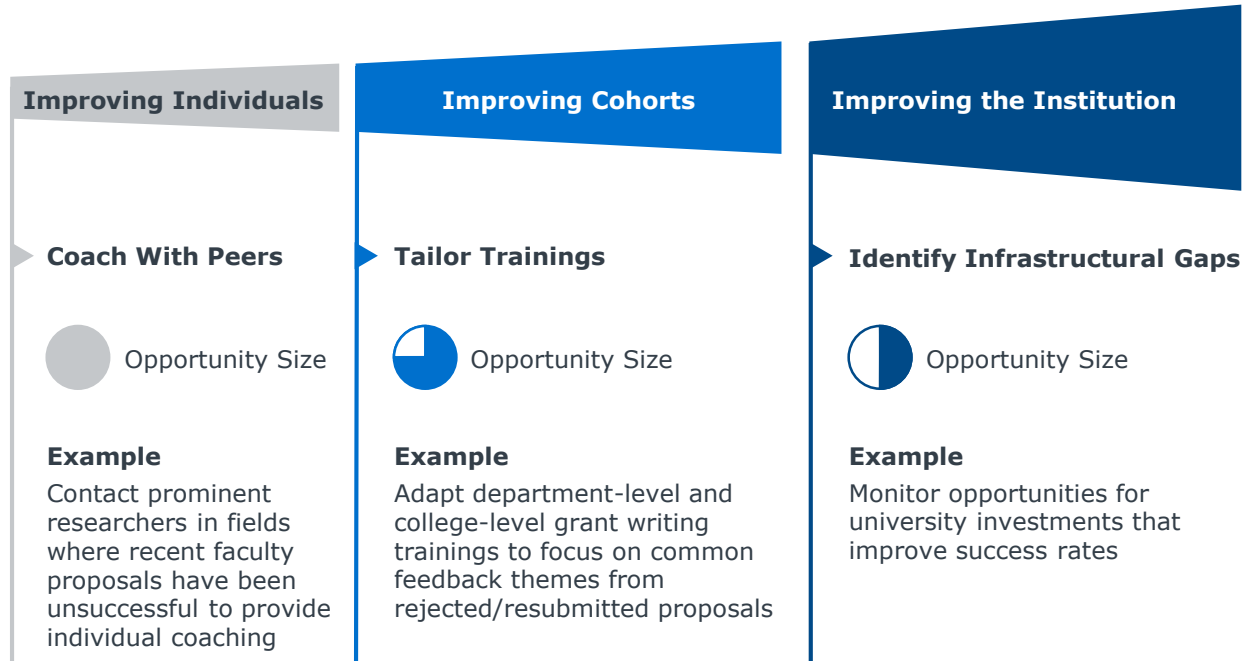 Improving Individuals
Improving Cohorts
Improving the Institution
Coach With Peers
Opportunity Size
Example
Contact prominent
researchers in fields
where recent faculty
proposals have been
unsuccessful to provide
individual coaching
Tailor Trainings
Opportunity Size
Example
Adapt department-level and
college-level grant writing
trainings to focus on common
feedback themes from
rejected/resubmitted proposals
Identify Infrastructural Gaps
Opportunity Size
Example
Monitor opportunities for
university investments that
improve success rates